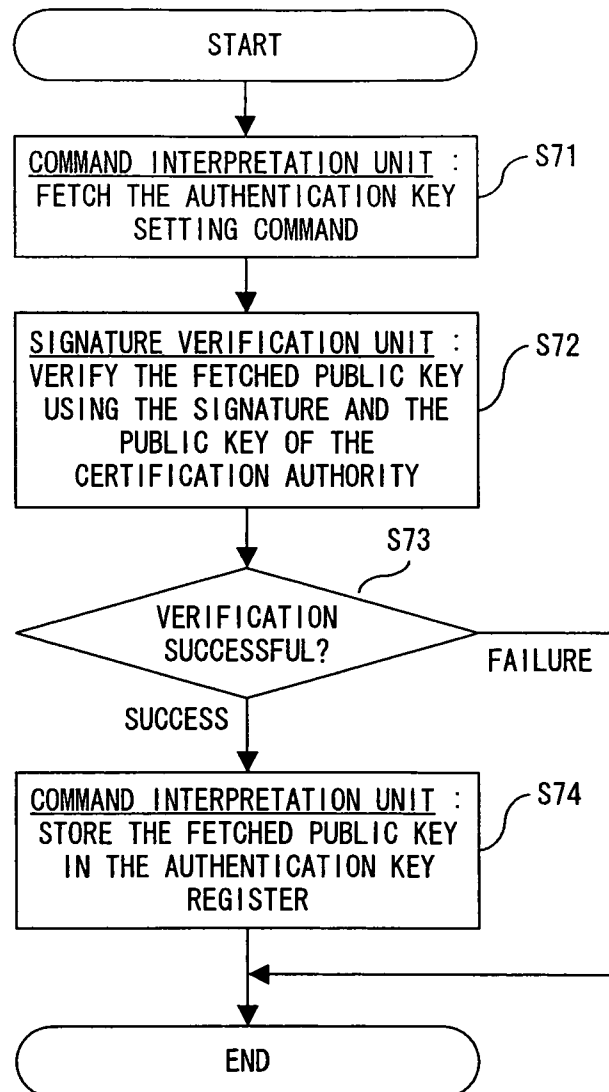 START
COMMAND INTERPRETATION UNIT :
FETCH THE AUTHENTICATION KEY
SETTING COMMAND
S71
SIGNATURE VERIFICATION UNIT :
VERIFY THE FETCHED PUBLIC KEY
USING THE SIGNATURE AND THE
PUBLIC KEY OF THE
CERTIFICATION AUTHORITY
S72
S73
VERIFICATION
SUCCESSFUL?
FAILURE
SUCCESS
COMMAND INTERPRETATION UNIT :
STORE THE FETCHED PUBLIC KEY
IN THE AUTHENTICATION KEY
REGISTER
S74
END